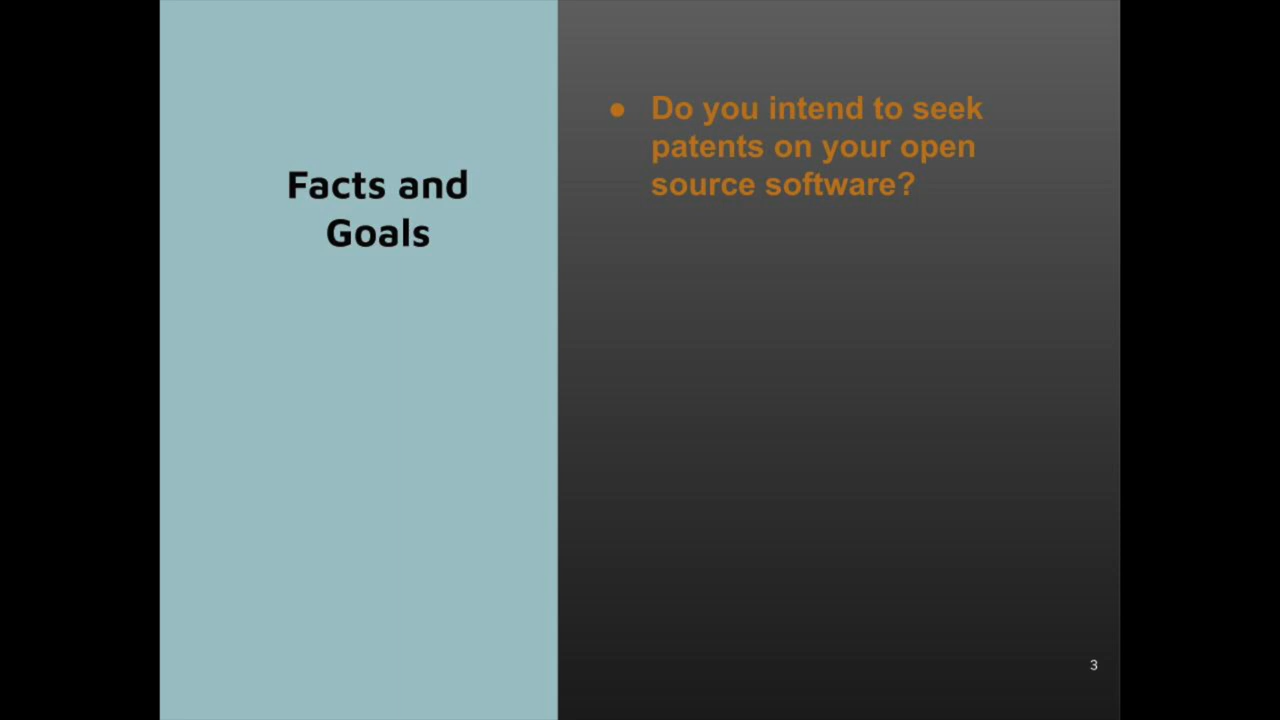 Facts and
Goals
● Do you intend to seek
patents on your open
source software?
3